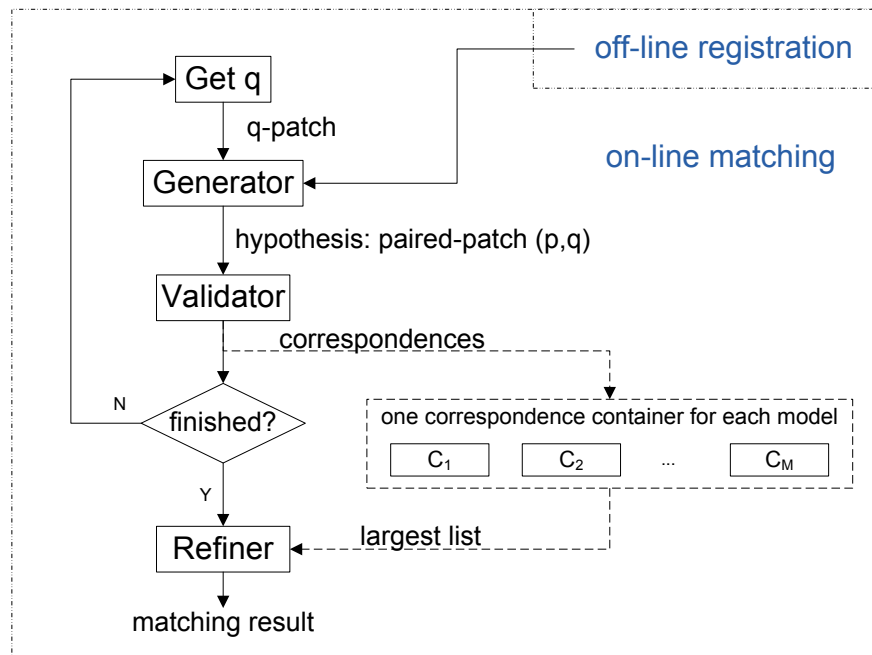 off-line registration
Get q
q-patch
on-line matching
Generator
hypothesis: paired-patch (p,q)
Validator
correspondences
N
finished?
one correspondence container for each model
C1 C2 ... CM
Y
largest list
Refiner
matching result